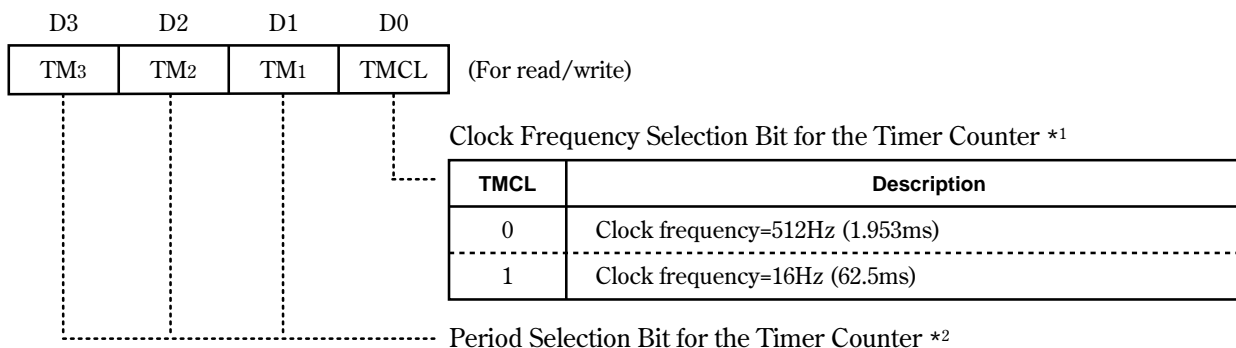 D3 D2 D1 D0
TM3 TM2 TM1 TMCL (For read/write)
Clock Frequency Selection Bit for the Timer Counter *1
TMCL Description
0 Clock frequency=512Hz (1.953ms)
1 Clock frequency=16Hz (62.5ms)
Period Selection Bit for the Timer Counter *2